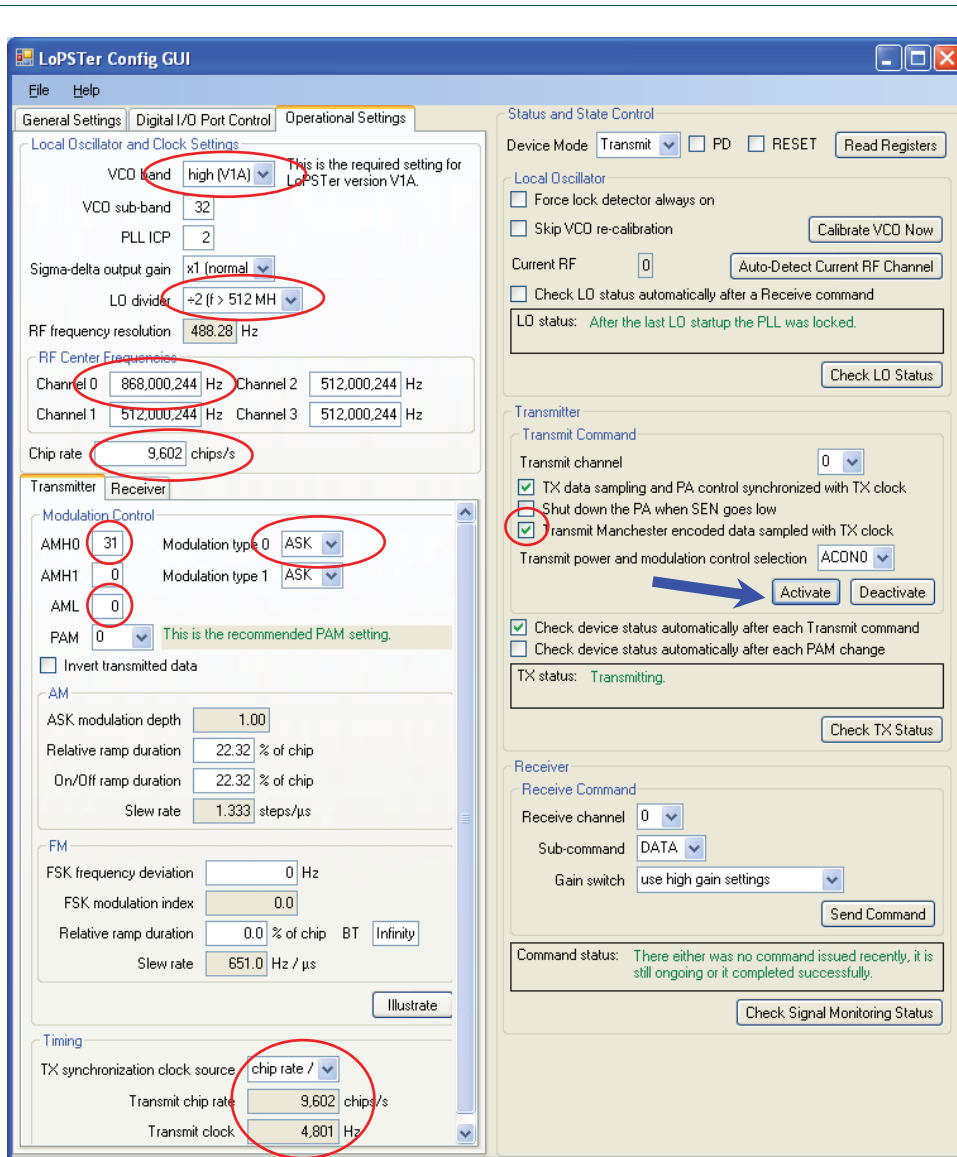 LoPSTer Config GUI
File Help
General Settings Digital I/O Port Control Operational Settings
Local Oscillator and Clock Settings
VCO band high (V1A) This is the required setting for
LoPSTer version V1A.
VCO sub-band 32
PLL ICP 2
Sigma-delta output gain x1 (normal
LO divider ÷2 (f > 512 MH
RF frequency resolution 488.28 Hz
RF Center Frequencies
Channel 0 868,000,244 Hz Channel 2 512,000,244 Hz
Channel 1 512,000,244 Hz Channel 3 512,000,244 Hz
Chip rate 9,602 chips/s
Transmitter Receiver
Modulation Control
AMH0 31 Modulation type 0 ASK
AMH1 0 Modulation type 1 ASK
AML 0
PAM 0 This is the recommended PAM setting.
Invert transmitted data
AM
ASK modulation depth 1.00
Relative ramp duration 22.32 % of chip
On/Off ramp duration 22.32 % of chip
Slew rate 1.333 steps/µs
FM
FSK frequency deviation 0 Hz
FSK modulation index 0.0
Relative ramp duration 0.0 % of chip BT Infinity
Slew rate 651.0 Hz / µs
Illustrate
Timing
TX synchronization clock source chip rate /
Transmit chip rate 9,602 chips/s
Transmit clock 4,801 Hz
Status and State Control
Device Mode Transmit PD RESET Read Registers
Local Oscillator
Force lock detector always on
Skip VCO re-calibration Calibrate VCO Now
Current RF 0 Auto-Detect Current RF Channel
Check LO status automatically after a Receive command
LO status: After the last LO startup the PLL was locked.
Check LO Status
Transmitter
Transmit Command
Transmit channel 0
TX data sampling and PA control synchronized with TX clock
Shut down the PA when SEN goes low
Transmit Manchester encoded data sampled with TX clock
Transmit power and modulation control selection ACON0
Activate Deactivate
Check device status automatically after each Transmit command
Check device status automatically after each PAM change
TX status: Transmitting.
Check TX Status
Receiver
Receive Command
Receive channel 0
Sub-command DATA
Gain switch use high gain settings
Send Command
Command status: There either was no command issued recently, it is
still ongoing or it completed successfully.
Check Signal Monitoring Status